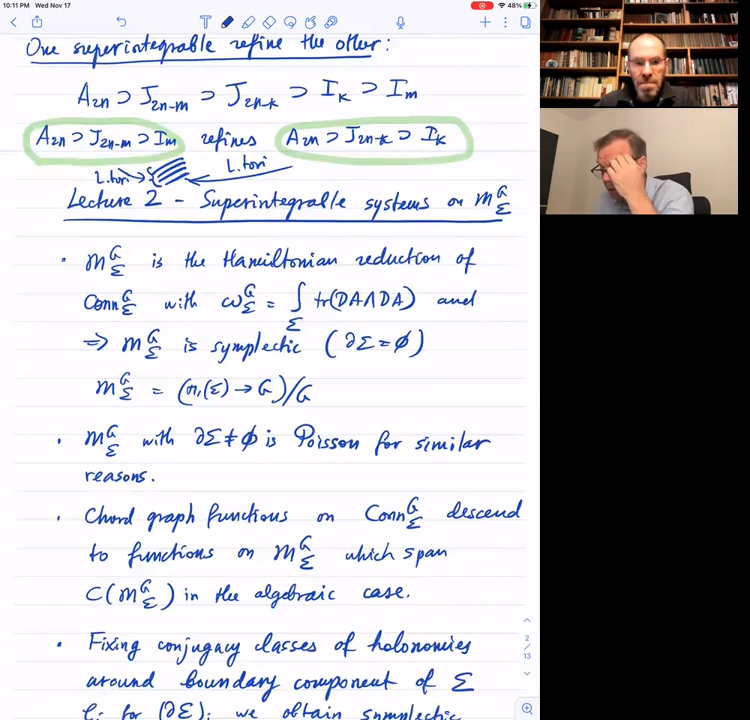 10:11 PM Wed Nov 17
48%
One superintegrable refine the other:
A₂ₙ ⊃ J₂ₙ₋ₘ ⊃ J₂ₙ₋ₖ ⊃ Iₖ ⊃ Iₘ
A₂ₙ ⊃ J₂ₙ₋ₘ ⊃ Iₘ refines A₂ₙ ⊃ J₂ₙ₋ₖ ⊃ Iₖ
L.tori L.tori
Lecture 2 - Superintegrable systems on M^G_Σ
· M^G_Σ is the Hamiltonian reduction of
Conn^G_Σ with ω^G_Σ = ∫_Σ tr(DA∧DA) and
⇒ M^G_Σ is symplectic (∂Σ=φ)
M^G_Σ = (π₁(Σ) → G)/G
· M^G_Σ with ∂Σ≠φ is Poisson for similar
reasons.
· Chord graph functions on Conn^G_Σ descend
to functions on M^G_Σ which span
C(M^G_Σ) in the algebraic case.
· Fixing conjugacy classes of holonomies
around boundary component of Σ
for (∂Σ)ᵢ we obtain symplectic
2
/
13